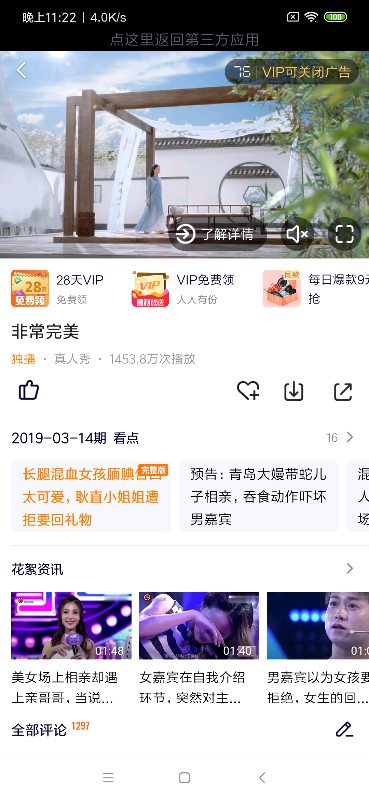 晚上11:22 | 4.0K/s
100
点这里返回第三方应用
76 | VIP可关闭广告
了解详情
28天
免费领
28天VIP
免费领
VIP
福利放送
VIP免费领
人人有份
每日爆款9元
抢
非常完美
独播 · 真人秀 · 1453.8万次播放
2019-03-14期 看点
16
长腿混血女孩腼腆告白
完整版
太可爱，耿直小姐姐遭
拒要回礼物
预告：青岛大嫚带蛇儿
子相亲，吞食动作吓坏
男嘉宾
混
万
场
花絮资讯
01:48
01:40
美女场上相亲却遇
上亲哥哥，当说...
女嘉宾在自我介绍
环节，突然对主...
男嘉宾以为女孩要
拒绝，女生的回...
全部评论 1297